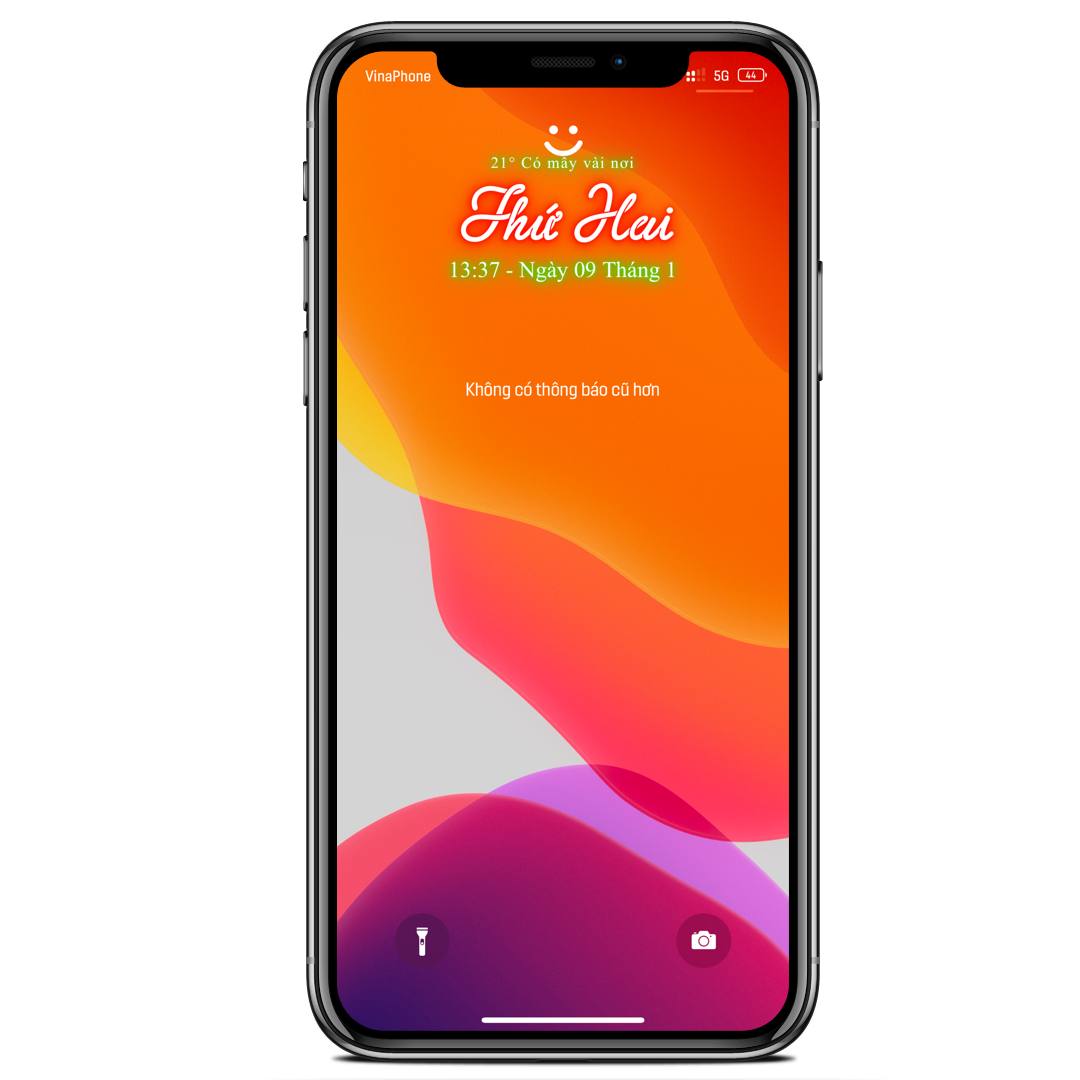 VinaPhone 5G 44
21° Có mây vài nơi
Thứ Hai
13:37 - Ngày 09 Tháng 1
Không có thông báo cũ hơn